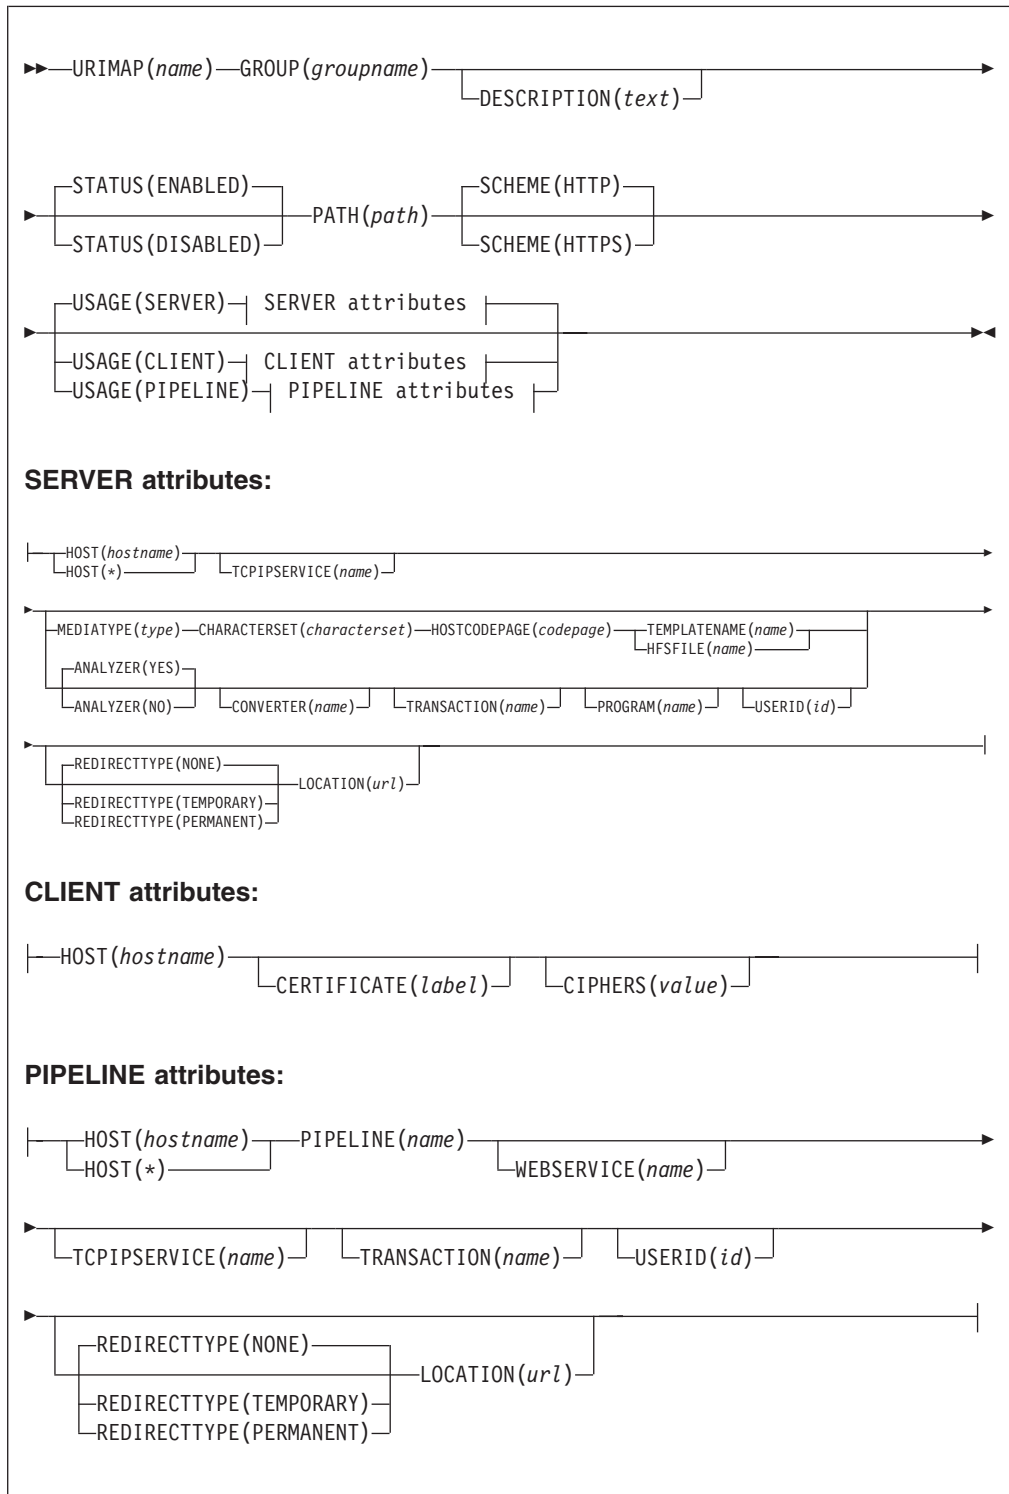 URIMAP(name) GROUP(groupname)
DESCRIPTION(text)
STATUS(ENABLED) SCHEME(HTTP)
PATH(path)
STATUS(DISABLED) SCHEME(HTTPS)
USAGE(SERVER) SERVER attributes
USAGE(CLIENT) CLIENT attributes
USAGE(PIPELINE) PIPELINE attributes
SERVER attributes:
HOST(hostname)
HOST(*) TCPIPSERVICE(name)
MEDIATYPE(type) CHARACTERSET(characterset) HOSTCODEPAGE(codepage) TEMPLATENAME(name)
HFSFILE(name)
ANALYZER(YES)
ANALYZER(NO) CONVERTER(name) TRANSACTION(name) PROGRAM(name) USERID(id)
REDIRECTTYPE(NONE)
LOCATION(url)
REDIRECTTYPE(TEMPORARY)
REDIRECTTYPE(PERMANENT)
CLIENT attributes:
HOST(hostname)
CERTIFICATE(label) CIPHERS(value)
PIPELINE attributes:
HOST(hostname) PIPELINE(name)
HOST(*) WEBSERVICE(name)
TCPIPSERVICE(name) TRANSACTION(name) USERID(id)
REDIRECTTYPE(NONE)
LOCATION(url)
REDIRECTTYPE(TEMPORARY)
REDIRECTTYPE(PERMANENT)